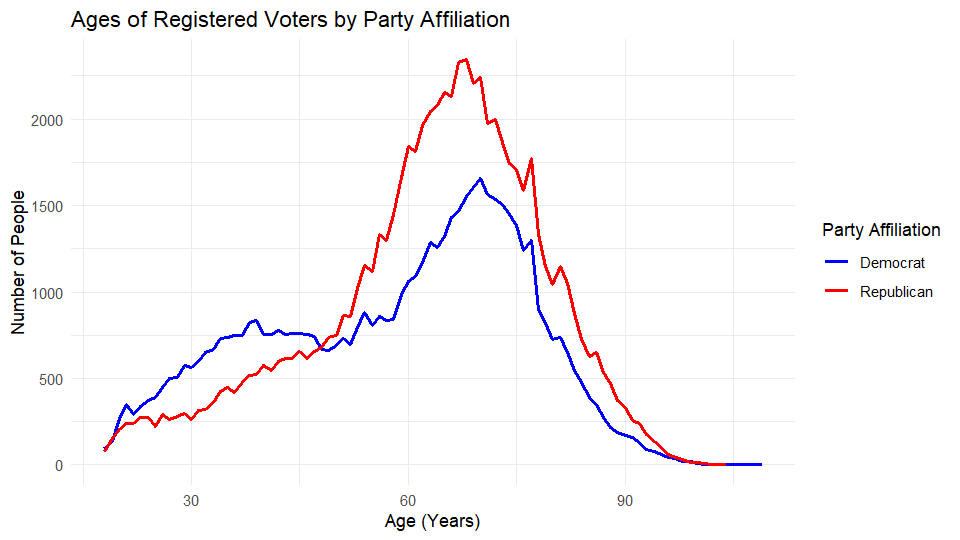 Ages of Registered Voters by Party Affiliation
Number of People
2000
1500
1000
500
0
30
60
90
Age (Years)
Party Affiliation
Democrat
Republican